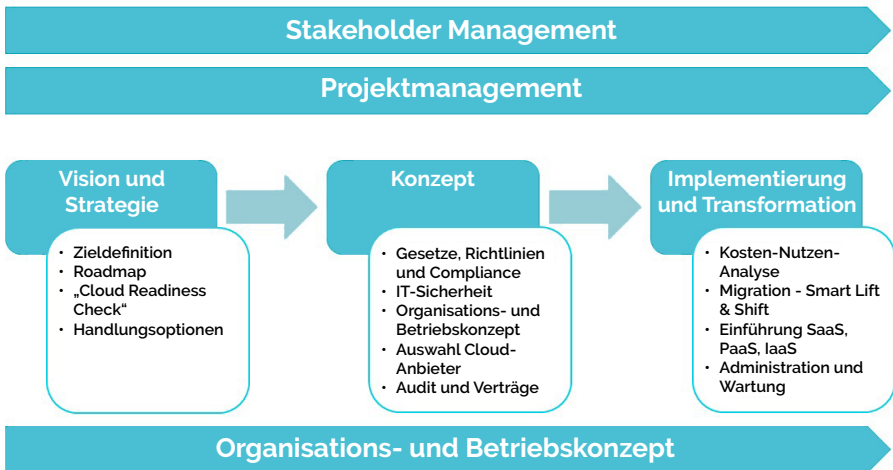 Stakeholder Management
Projektmanagement
Vision und
Strategie
• Zieldefinition
• Roadmap
• „Cloud Readiness
Check“
• Handlungsoptionen
Konzept
• Gesetze, Richtlinien
und Compliance
• IT-Sicherheit
• Organisations- und
Betriebskonzept
• Auswahl Cloud-
Anbieter
• Audit und Verträge
Implementierung
und Transformation
• Kosten-Nutzen-
Analyse
• Migration - Smart Lift
& Shift
• Einführung SaaS,
PaaS, IaaS
• Administration und
Wartung
Organisations- und Betriebskonzept